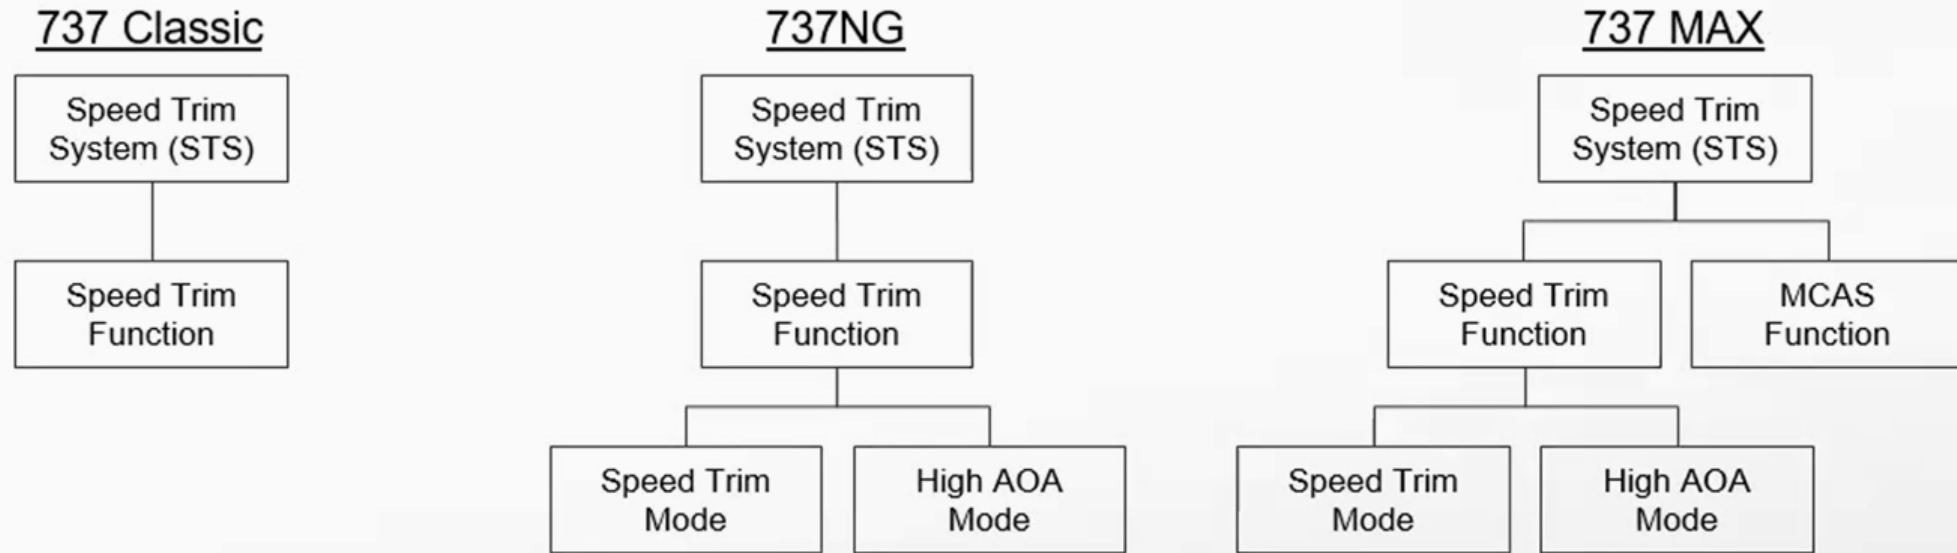 737 Classic
Speed Trim
System (STS)
Speed Trim
Function
737NG
Speed Trim
System (STS)
Speed Trim
Function
Speed Trim
Mode
High AOA
Mode
737 MAX
Speed Trim
System (STS)
Speed Trim
Function
MCAS
Function
Speed Trim
Mode
High AOA
Mode